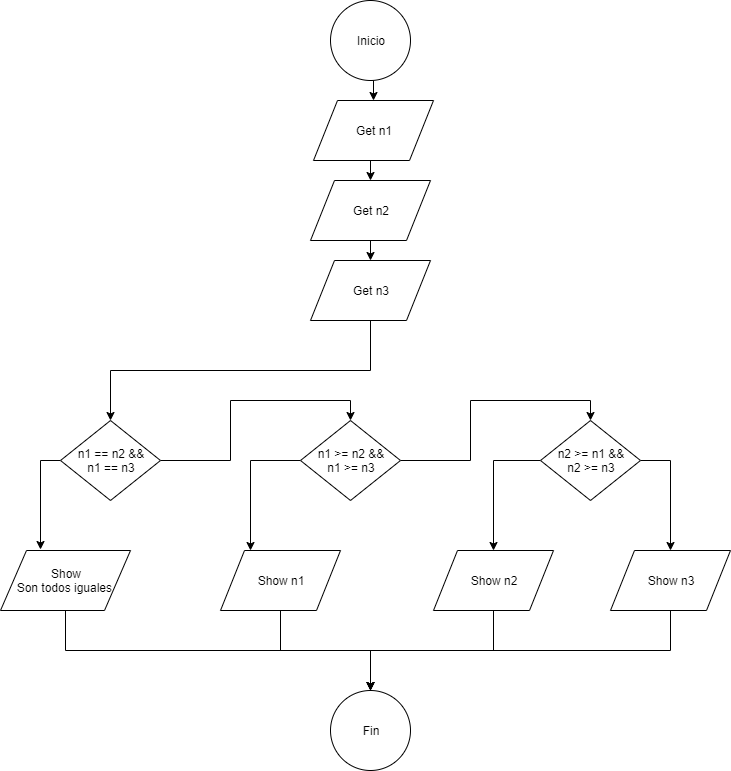 Inicio
Get n1
Get n2
Get n3
n1 == n2 &&
n1 == n3
n1 >= n2 &&
n1 >= n3
n2 >= n1 &&
n2 >= n3
Show
Son todos iguales
Show n1
Show n2
Show n3
Fin